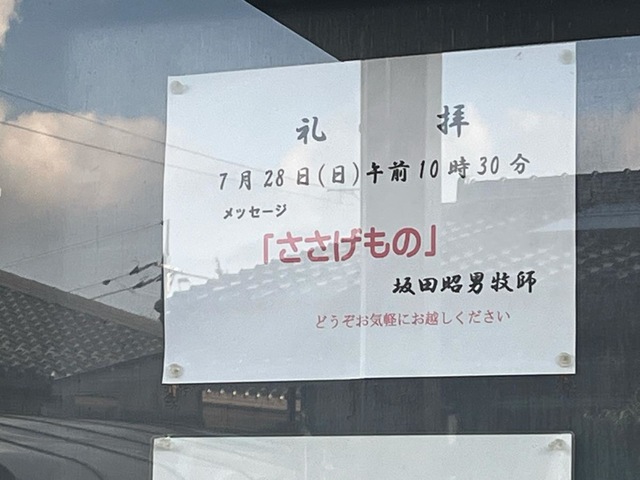 礼 拝
7月28日(日)午前10時30分
メッセージ
「ささげもの」
坂田昭男牧師
どうぞお気軽にお越しください